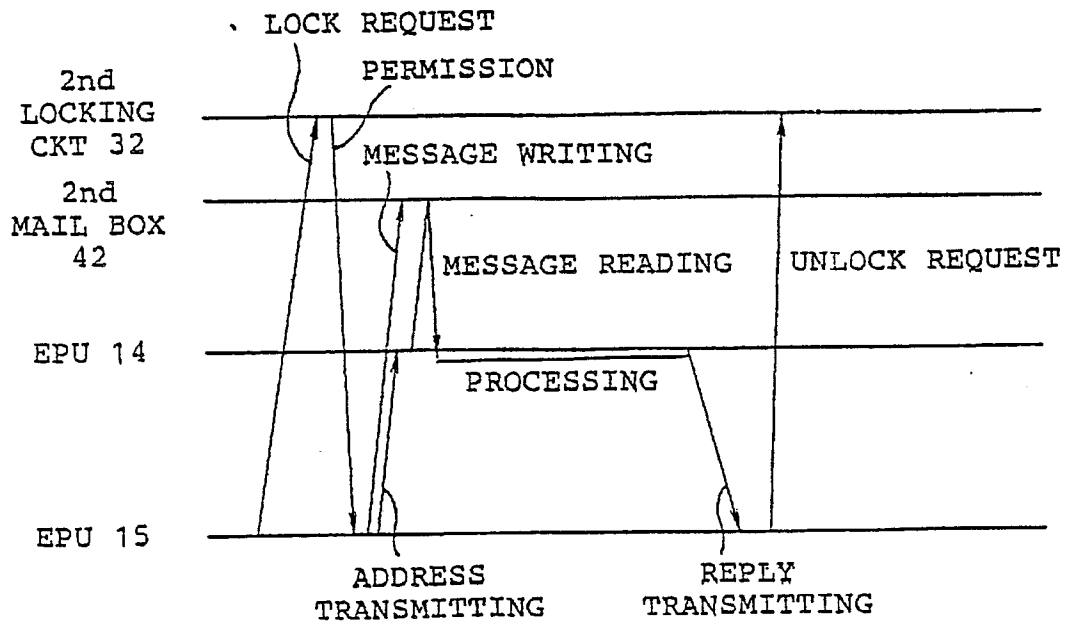 LOCK REQUEST
PERMISSION
2nd
LOCKING
CKT 32
MESSAGE WRITING
2nd
MAIL BOX
42
MESSAGE READING
UNLOCK REQUEST
EPU 14
PROCESSING
EPU 15
ADDRESS
TRANSMITTING
REPLY
TRANSMITTING